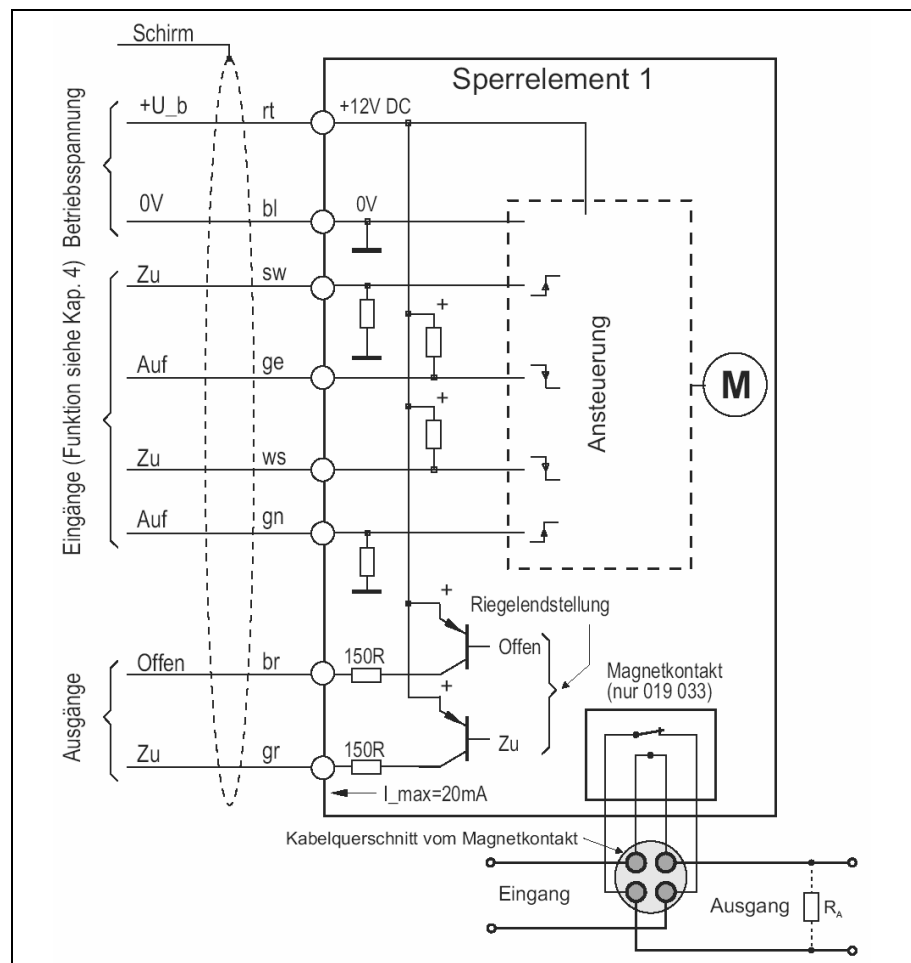 Schirm
Sperrelement 1
Betriebsspannung
+U_b
rt
+12V DC
0V
bl
0V
Eingänge (Funktion siehe Kap. 4)
Zu
sw
+
Auf
ge
+
Zu
ws
Auf
gn
Ansteuerung
M
+
Riegelendstellung
Ausgänge
Offen
br
150R
Offen
+
Zu
gr
150R
Zu
I_max=20mA
Magnetkontakt
(nur 019 033)
Kabelquerschnitt vom Magnetkontakt
Eingang
Ausgang
RA